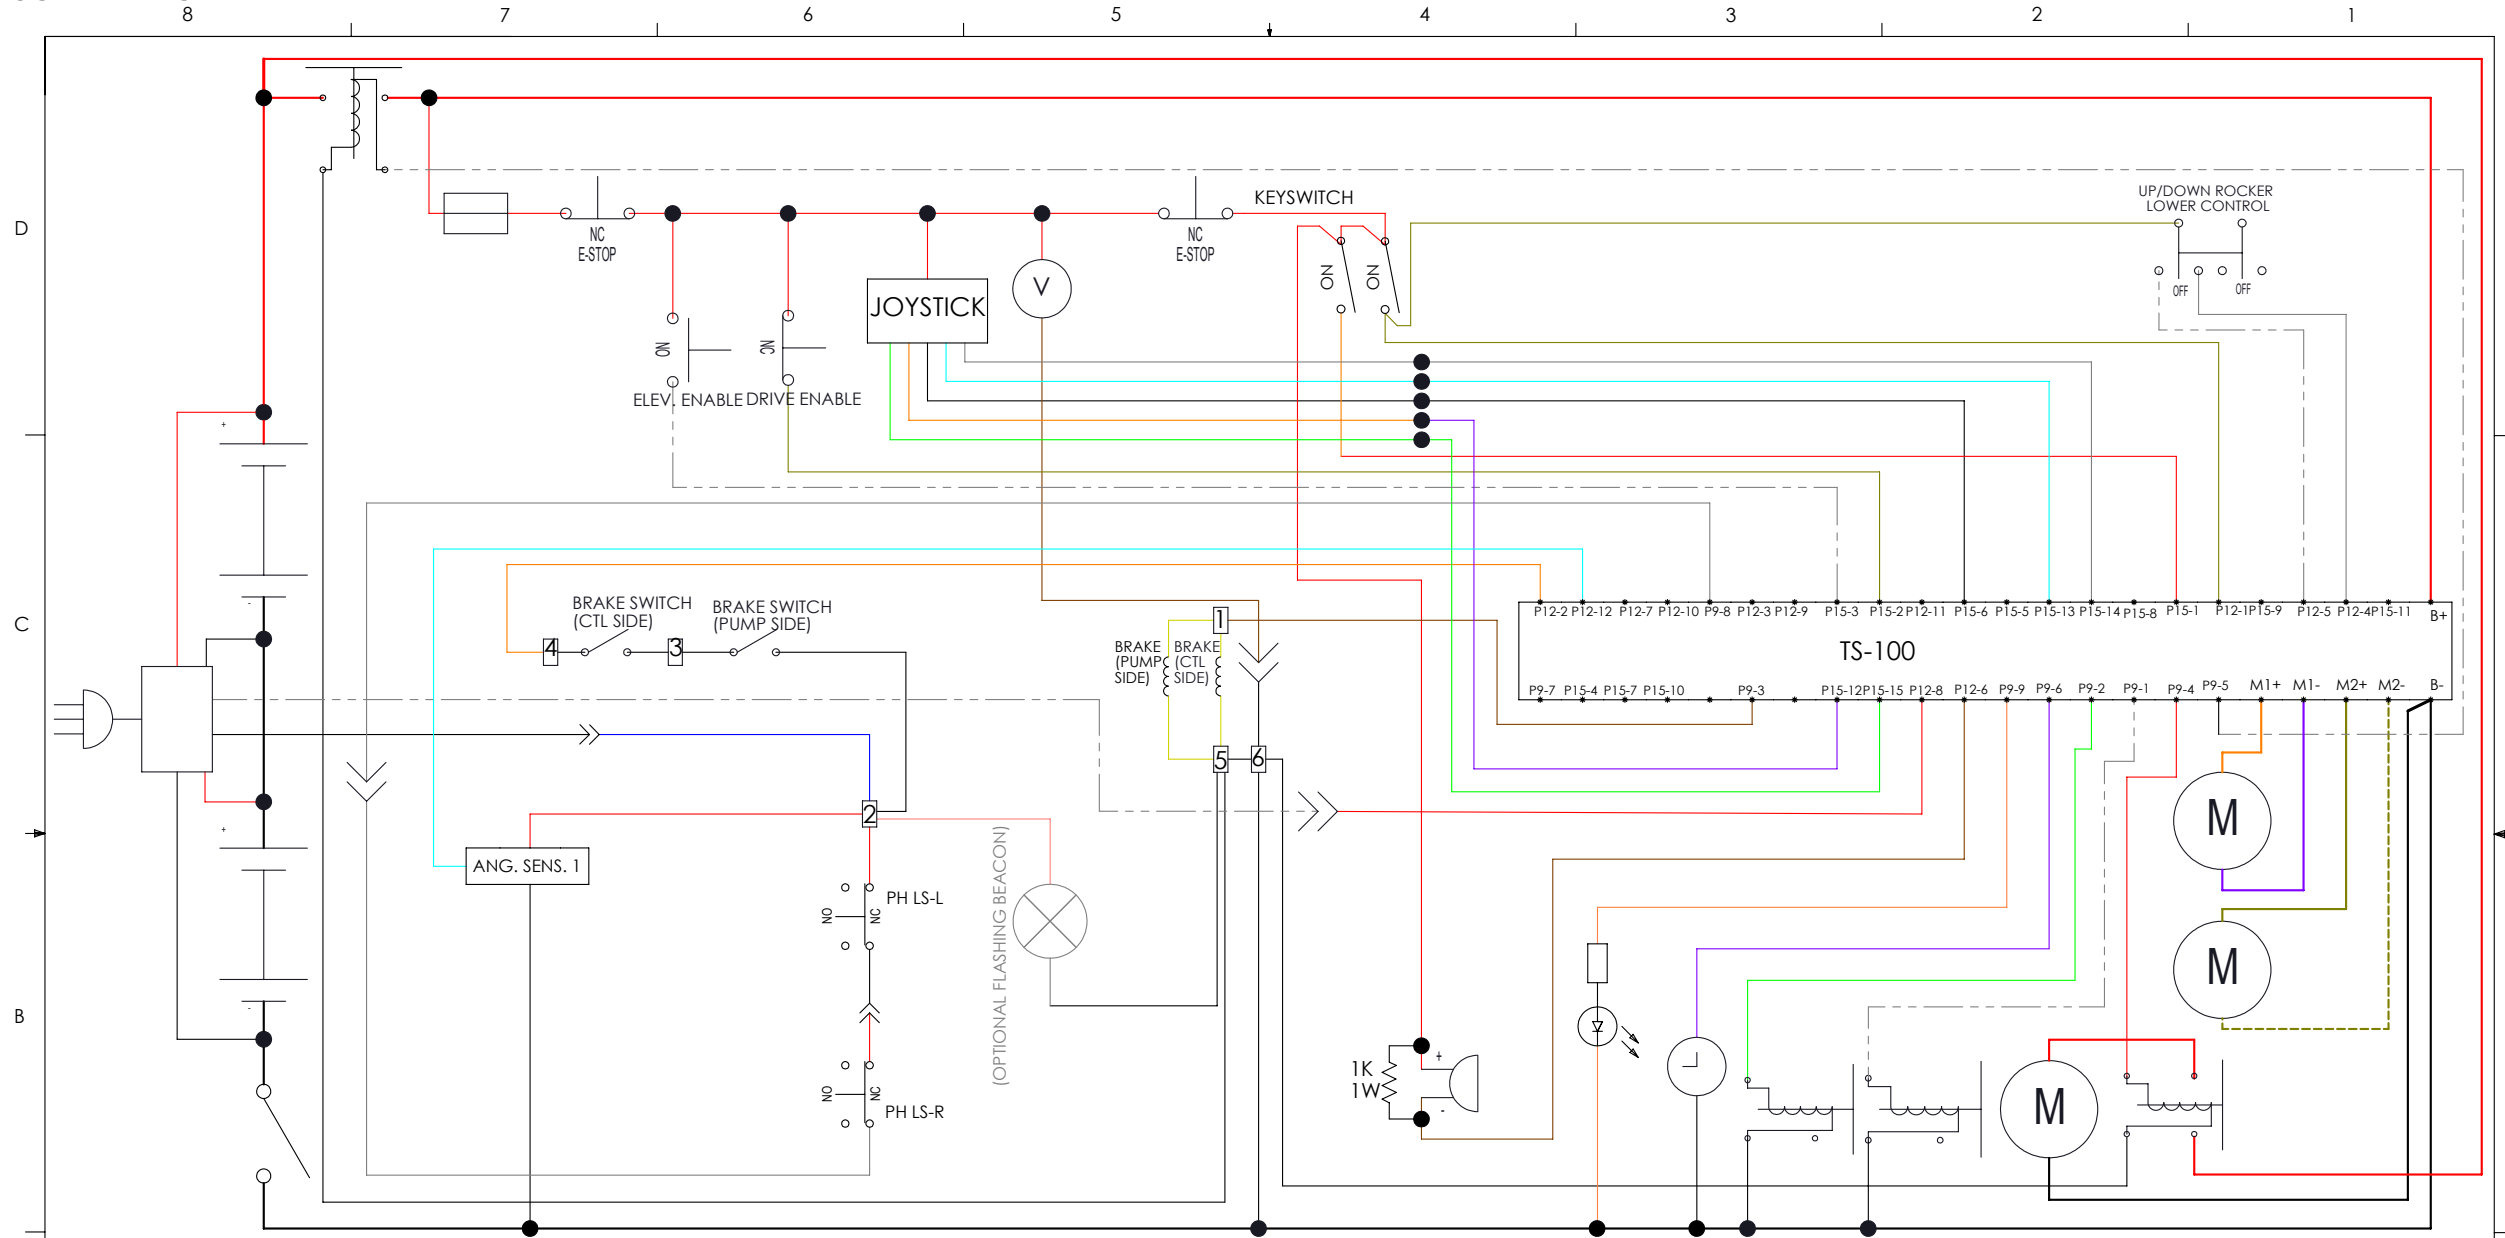 8 7 6 5 4 3 2 1
D
C
B
KEYSWITCH
NC
E-STOP
NC
E-STOP
UP/DOWN ROCKER
LOWER CONTROL
OFF
OFF
ON
ON
JOYSTICK
V
NO
NC
ELEV. ENABLE
DRIVE ENABLE
+
-
BRAKE SWITCH
(CTL SIDE)
BRAKE SWITCH
(PUMP SIDE)
4
3
1
BRAKE
(PUMP
SIDE)
BRAKE
(CTL
SIDE)
5
6
2
P12-2 P12-12 P12-7 P12-10 P9-8 P12-3 P12-9 P15-3 P15-2 P12-11 P15-6 P15-5 P15-13 P15-14 P15-8 P15-1 P12-1 P15-9 P12-5 P12-4 P15-11 B+
TS-100
P9-7 P15-4 P15-7 P15-10 P9-3 P15-12 P15-15 P12-8 P12-6 P9-9 P9-6 P9-2 P9-1 P9-4 P9-5 M1+ M1- M2+ M2- B-
+
-
ANG. SENS. 1
PH LS-L
NO
NC
PH LS-R
NO
NC
(OPTIONAL FLASHING BEACON)
1K
1W
+
-
M
M
M